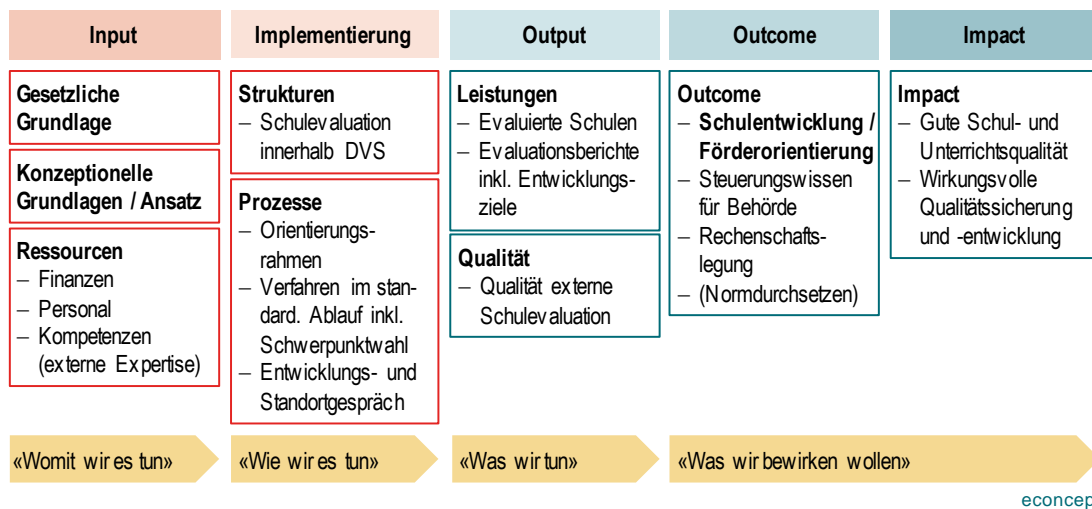 Input
Implementierung
Output
Outcome
Impact
Gesetzliche
Grundlage
Konzeptionelle
Grundlagen / Ansatz
Ressourcen
– Finanzen
– Personal
– Kompetenzen
(externe Expertise)
Strukturen
– Schulevaluation
innerhalb DVS
Prozesse
– Orientierungs-
rahmen
– Verfahren im stan-
dard. Ablauf inkl.
Schwerpunktwahl
– Entwicklungs- und
Standortgespräch
Leistungen
– Evaluierte Schulen
– Evaluationsberichte
inkl. Entwicklungs-
ziele
Qualität
– Qualität externe
Schulevaluation
Outcome
– Schulentwicklung /
Förderorientierung
– Steuerungswissen
für Behörde
– Rechenschafts-
legung
– (Normdurchsetzen)
Impact
– Gute Schul- und
Unterrichtsqualität
– Wirkungsvolle
Qualitätssicherung
und -entwicklung
«Womit wir es tun»
«Wie wir es tun»
«Was wir tun»
«Was wir bewirken wollen»
econcep